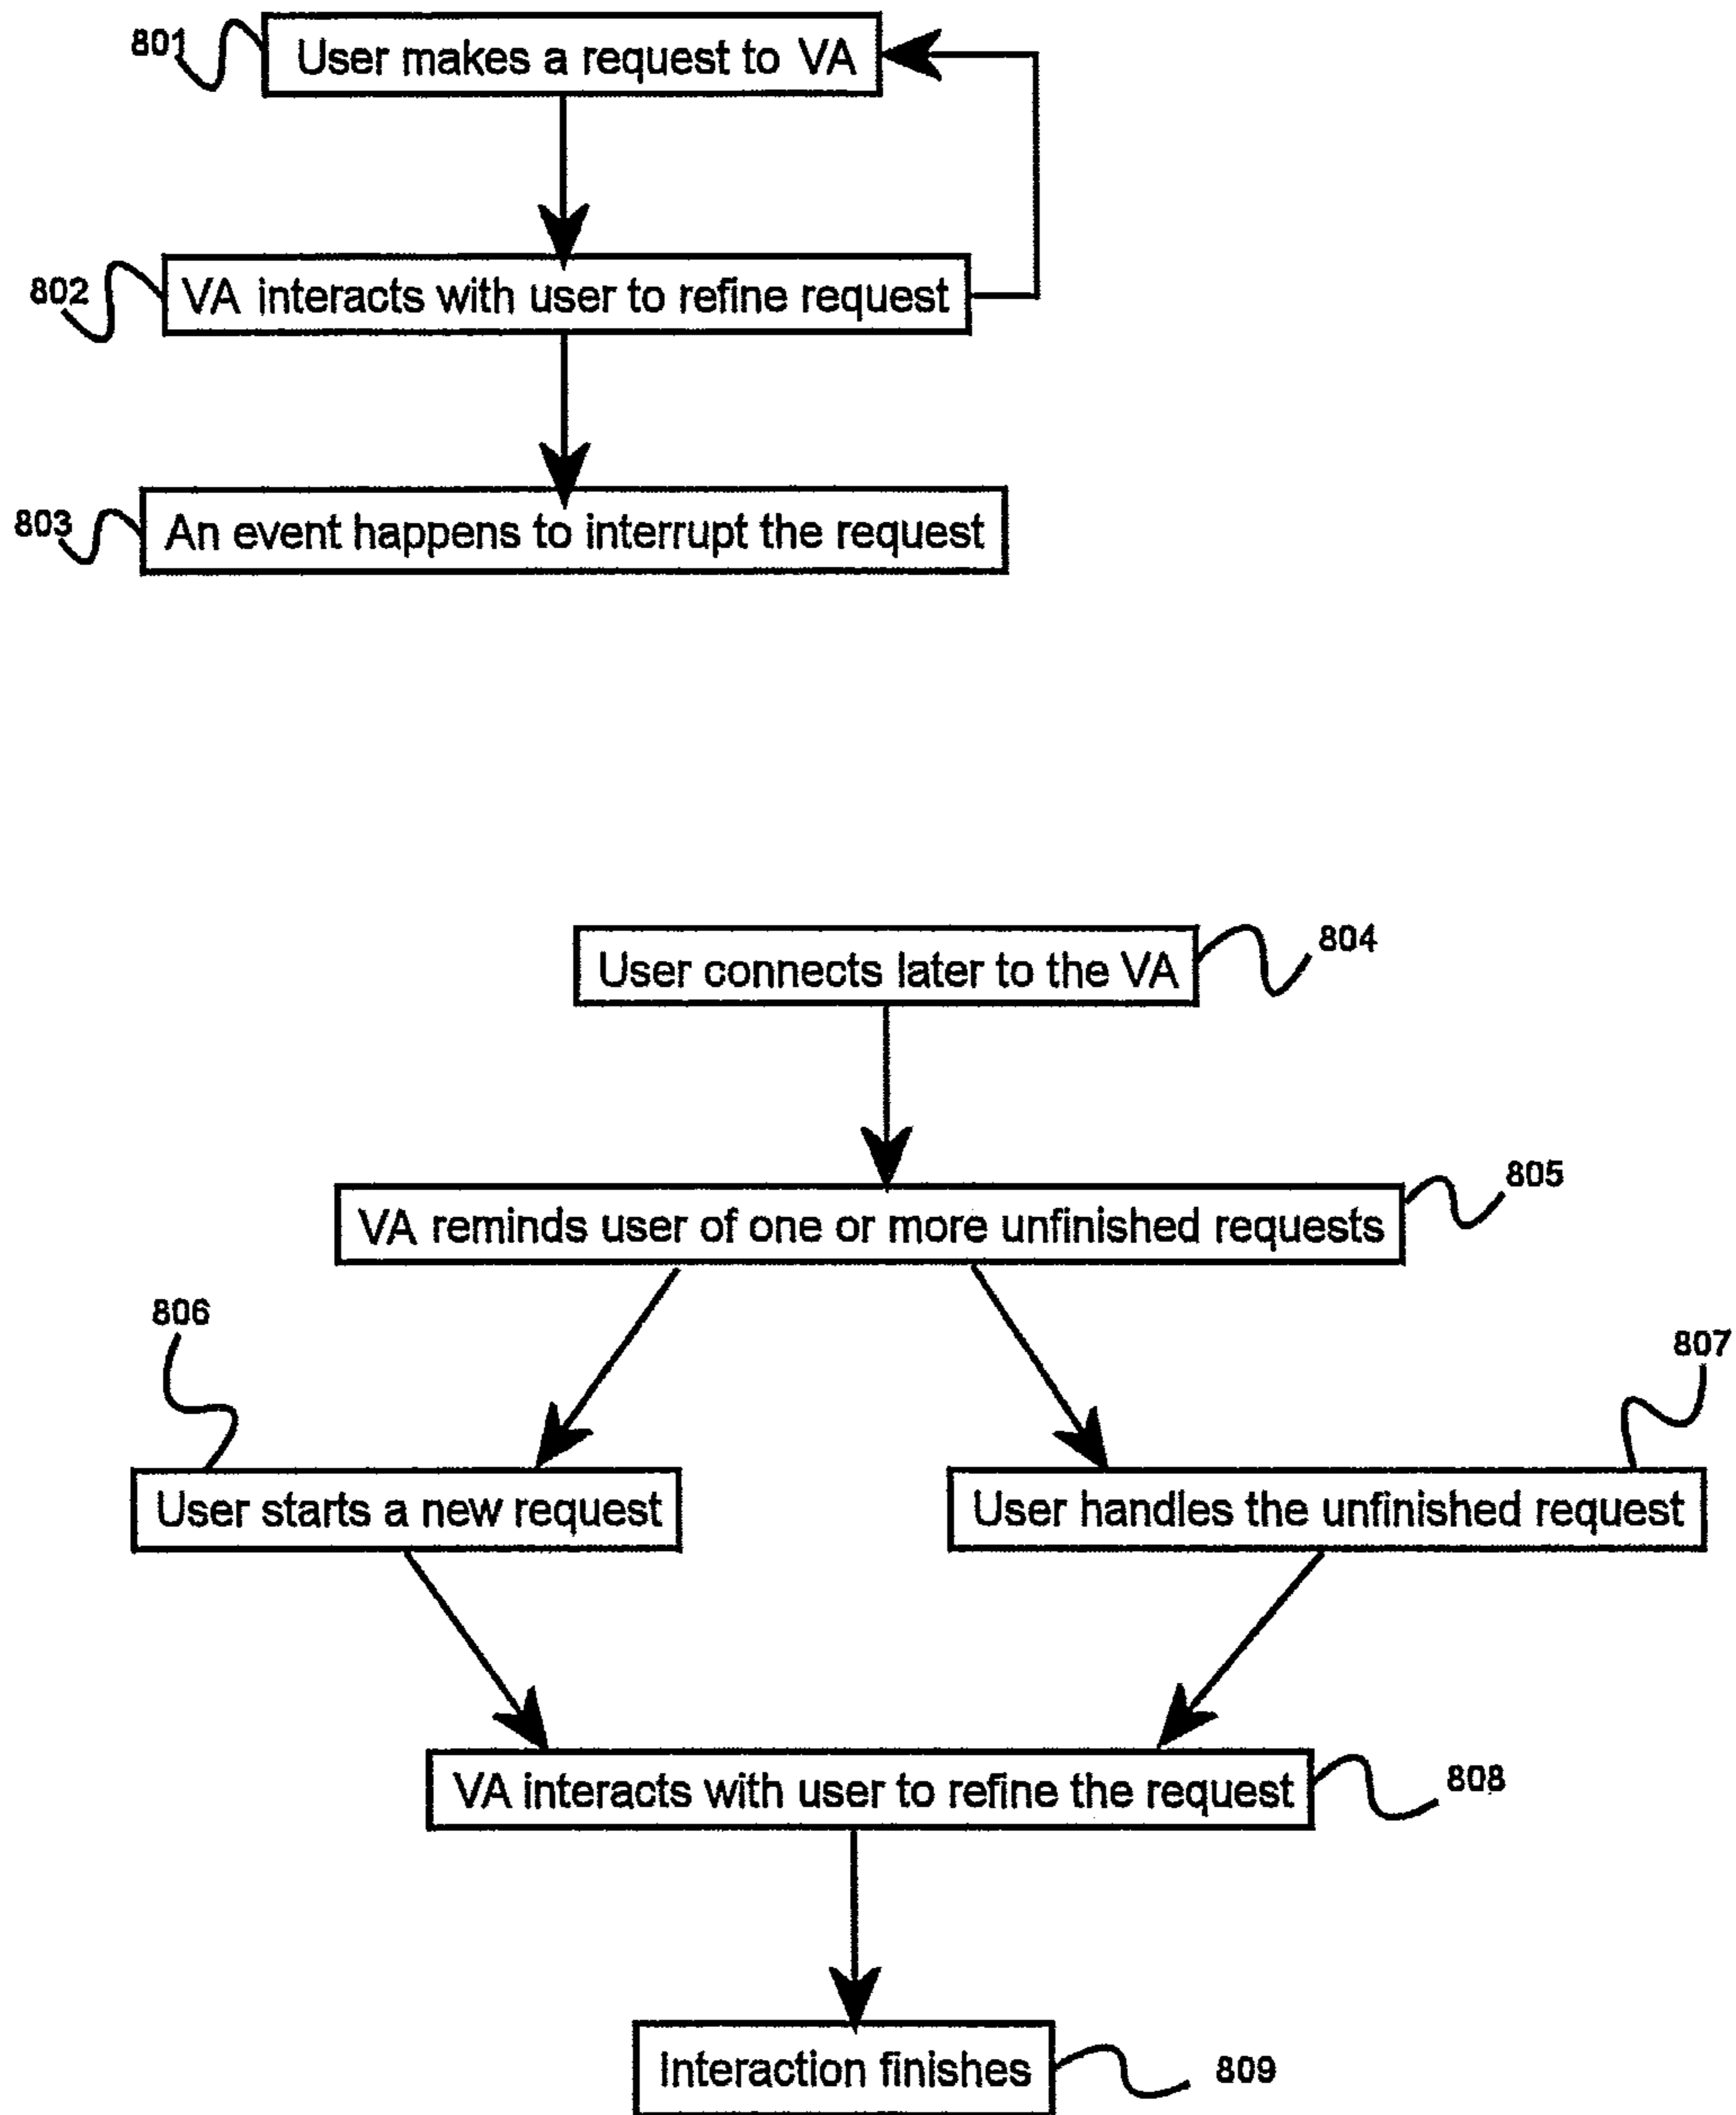 801
User makes a request to VA
802
VA interacts with user to refine request
803
An event happens to interrupt the request
User connects later to the VA
804
VA reminds user of one or more unfinished requests
805
806
807
User starts a new request
User handles the unfinished request
VA interacts with user to refine the request
808
Interaction finishes
809